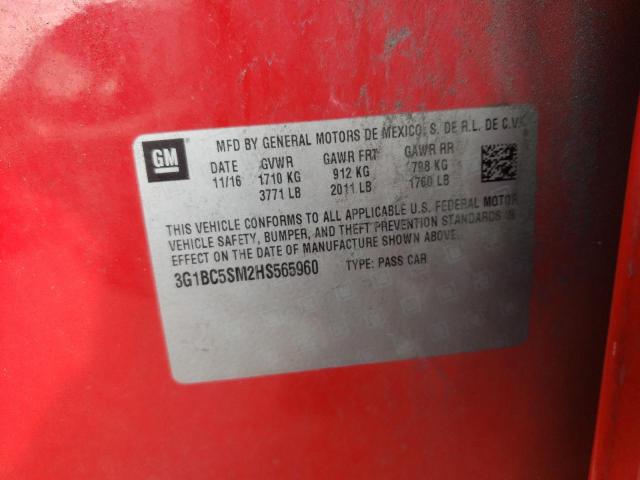 MFD BY GENERAL MOTORS DE MEXICO, S. DE R.L. DE C.V.
GM
DATE GVWR GAWR FRT GAWR RR
11/16 1710 KG 912 KG 798 KG
3771 LB 2011 LB 1760 LB
THIS VEHICLE CONFORMS TO ALL APPLICABLE U.S. FEDERAL MOTOR
VEHICLE SAFETY, BUMPER, AND THEFT PREVENTION STANDARDS IN
EFFECT ON THE DATE OF MANUFACTURE SHOWN ABOVE.
3G1BC5SM2HS565960 TYPE: PASS CAR